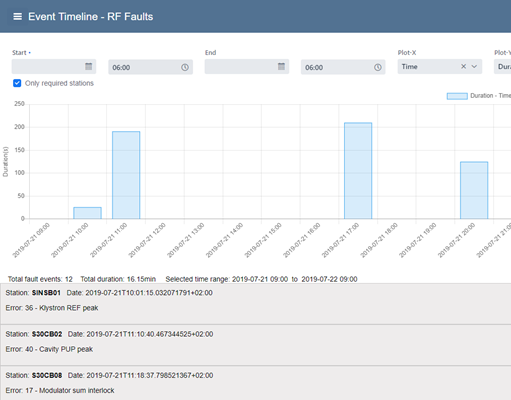 Event Timeline - RF Faults
Start * End Plot-X Plot-Y
06:00 06:00 Time Dura
Only required stations
Duration - Time
250
200
150
100
50
0
Duration(s)
2019-07-21 09:00 2019-07-21 10:00 2019-07-21 11:00 2019-07-21 12:00 2019-07-21 13:00 2019-07-21 14:00 2019-07-21 15:00 2019-07-21 16:00 2019-07-21 17:00 2019-07-21 18:00 2019-07-21 19:00 2019-07-21 20:00 2019-07-21 21:00
Total fault events: 12 Total duration: 16.15min Selected time range: 2019-07-21 09:00 to 2019-07-22 09:00
Station: SINSB01 Date: 2019-07-21T10:01:15.032071791+02:00
Error: 36 - Klystron REF peak
Station: S30CB02 Date: 2019-07-21T11:10:40.467344525+02:00
Error: 40 - Cavity PUP peak
Station: S30CB08 Date: 2019-07-21T11:18:37.798521367+02:00
Error: 17 - Modulator sum interlock